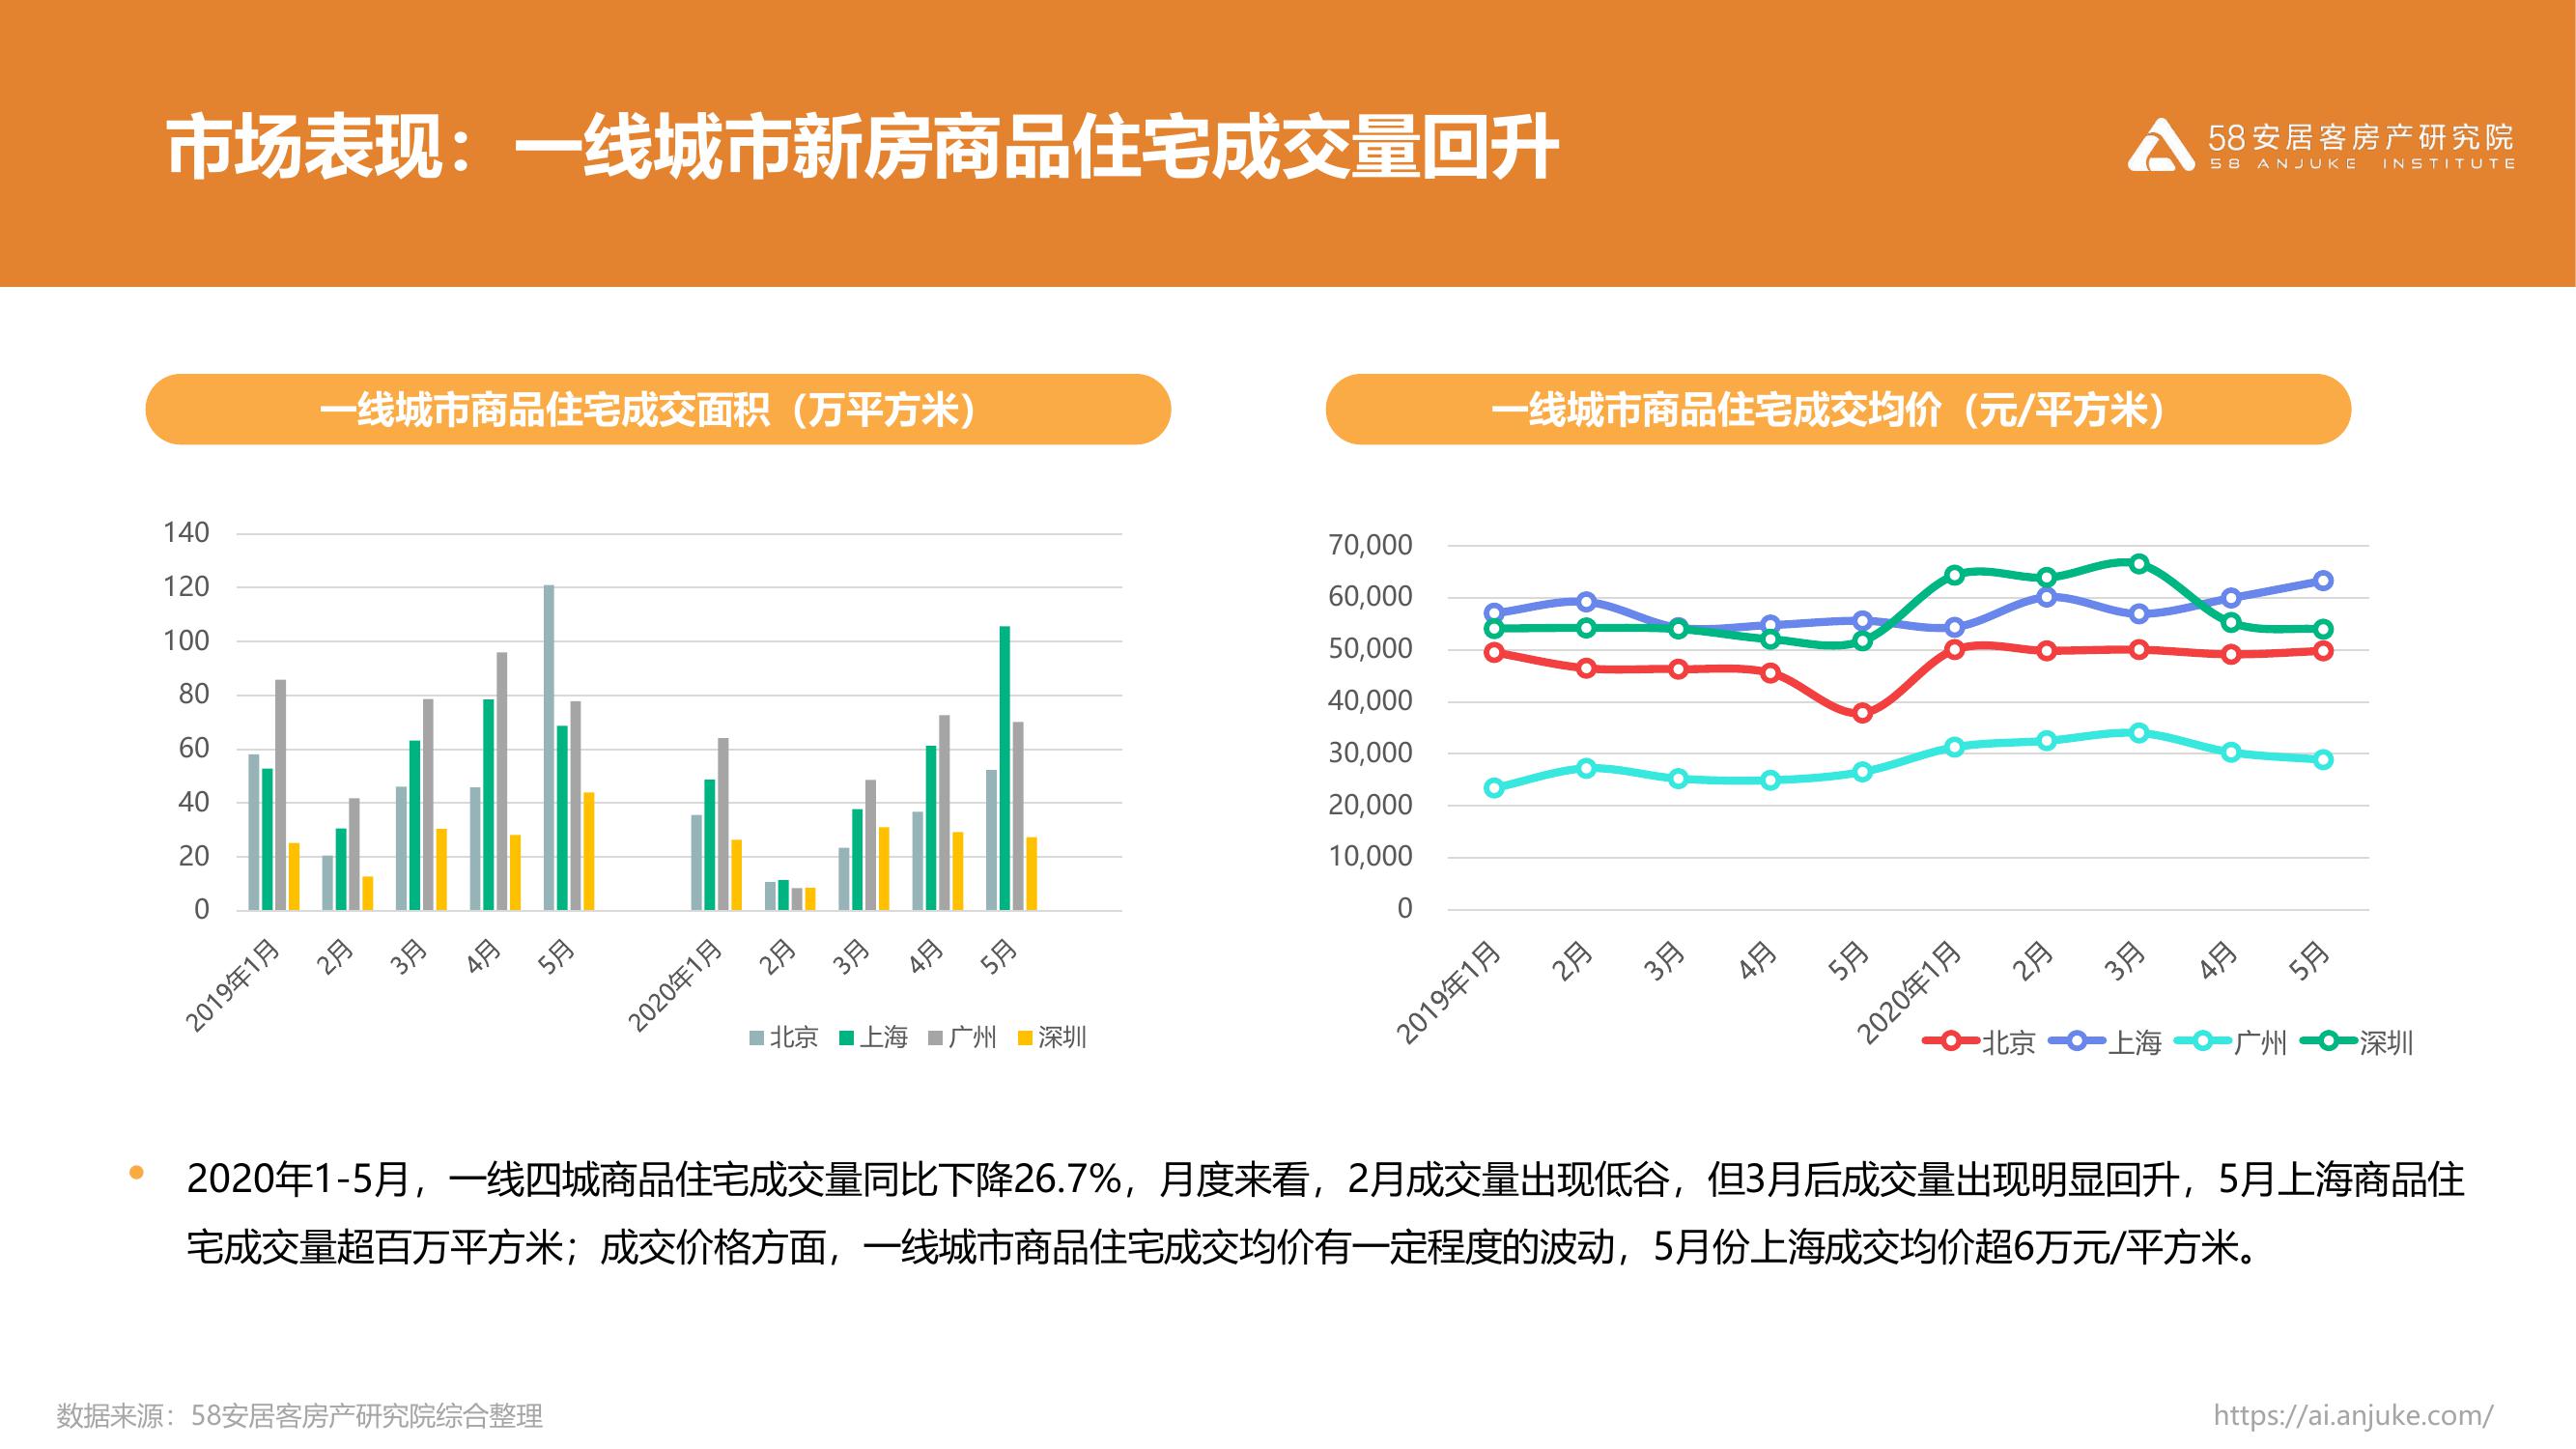 市场表现：一线城市新房商品住宅成交量回升
58安居客房产研究院
58 ANJUKE INSTITUTE
一线城市商品住宅成交面积（万平方米）
140
120
100
80
60
40
20
0
2019年1月 2月 3月 4月 5月 2020年1月 2月 3月 4月 5月
北京 上海 广州 深圳
一线城市商品住宅成交均价（元/平方米）
70,000
60,000
50,000
40,000
30,000
20,000
10,000
0
2019年1月 2月 3月 4月 5月 2020年1月 2月 3月 4月 5月
北京 上海 广州 深圳
• 2020年1-5月，一线四城商品住宅成交量同比下降26.7%，月度来看，2月成交量出现低谷，但3月后成交量出现明显回升，5月上海商品住
宅成交量超百万平方米；成交价格方面，一线城市商品住宅成交均价有一定程度的波动，5月份上海成交均价超6万元/平方米。
数据来源：58安居客房产研究院综合整理
https://ai.anjuke.com/